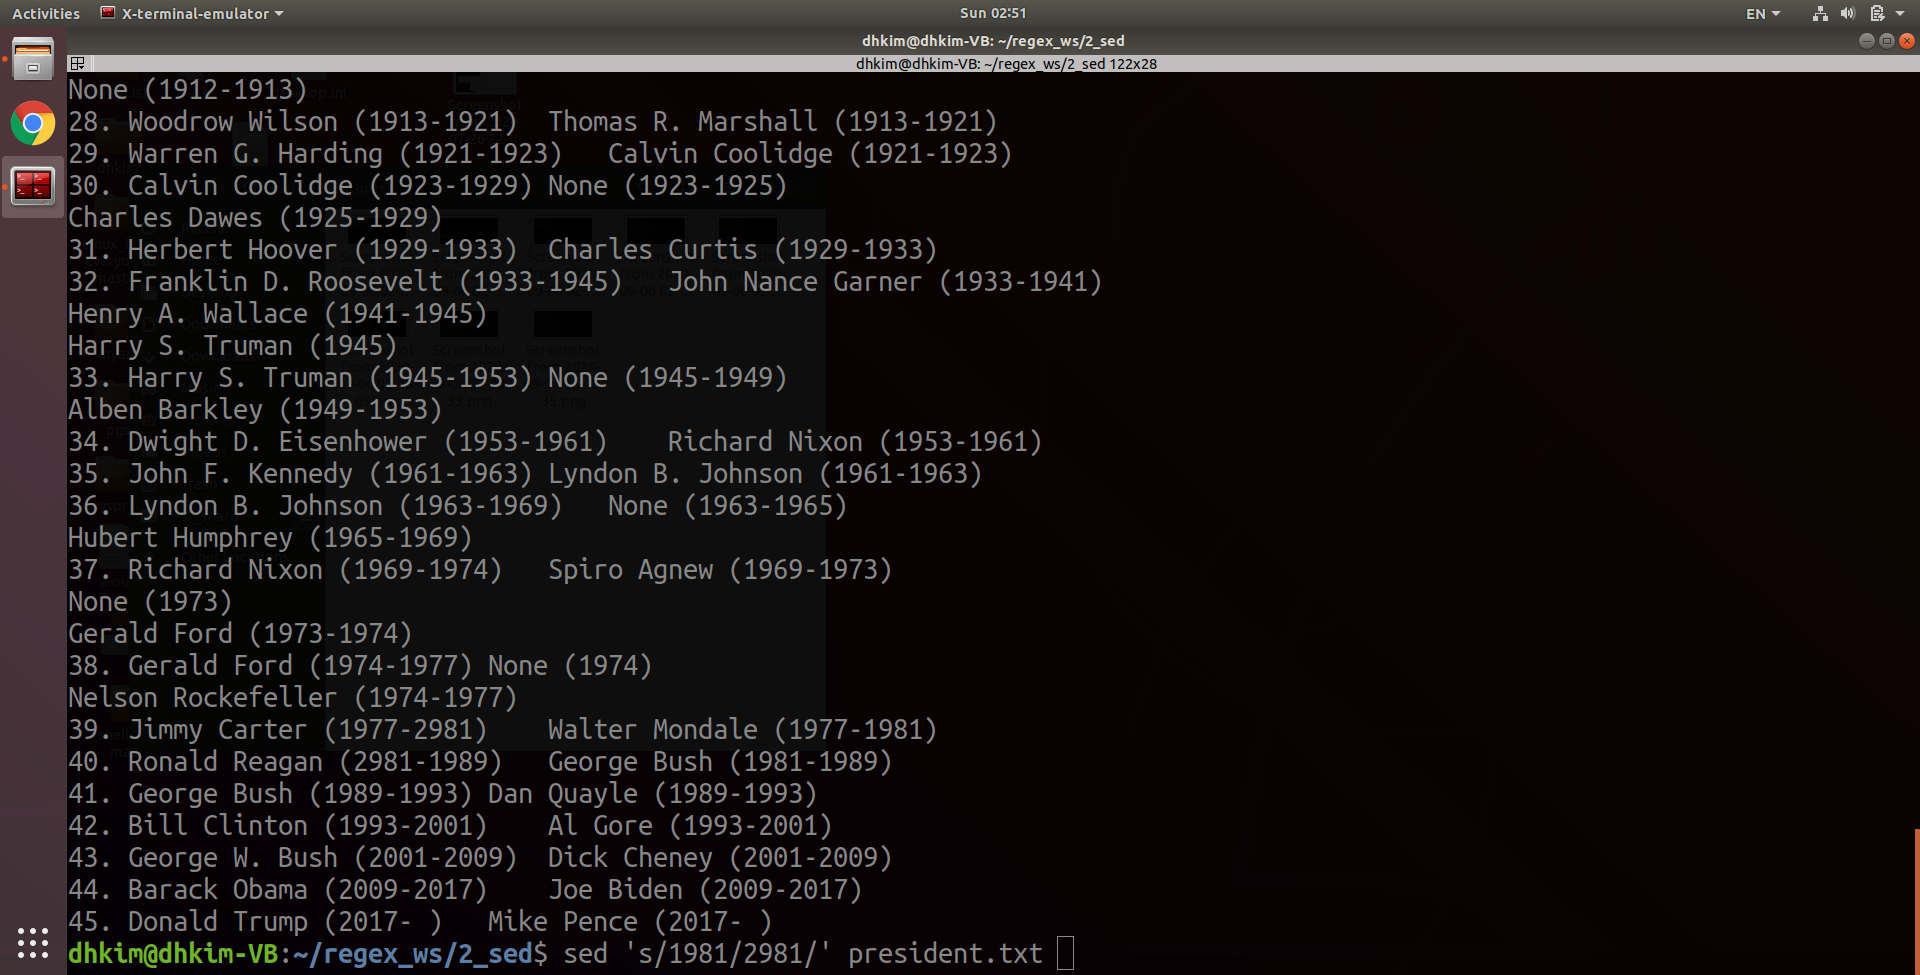 Activities X-terminal-emulator Sun 02:51 EN
dhkim@dhkim-VB: ~/regex_ws/2_sed
dhkim@dhkim-VB: ~/regex_ws/2_sed 122x28
None (1912-1913)
28. Woodrow Wilson (1913-1921)  Thomas R. Marshall (1913-1921)
29. Warren G. Harding (1921-1923)   Calvin Coolidge (1921-1923)
30. Calvin Coolidge (1923-1929) None (1923-1925)
Charles Dawes (1925-1929)
31. Herbert Hoover (1929-1933)  Charles Curtis (1929-1933)
32. Franklin D. Roosevelt (1933-1945)   John Nance Garner (1933-1941)
Henry A. Wallace (1941-1945)
Harry S. Truman (1945)
33. Harry S. Truman (1945-1953) None (1945-1949)
Alben Barkley (1949-1953)
34. Dwight D. Eisenhower (1953-1961)    Richard Nixon (1953-1961)
35. John F. Kennedy (1961-1963) Lyndon B. Johnson (1961-1963)
36. Lyndon B. Johnson (1963-1969)   None (1963-1965)
Hubert Humphrey (1965-1969)
37. Richard Nixon (1969-1974)   Spiro Agnew (1969-1973)
None (1973)
Gerald Ford (1973-1974)
38. Gerald Ford (1974-1977) None (1974)
Nelson Rockefeller (1974-1977)
39. Jimmy Carter (1977-2981)    Walter Mondale (1977-1981)
40. Ronald Reagan (2981-1989)   George Bush (1981-1989)
41. George Bush (1989-1993) Dan Quayle (1989-1993)
42. Bill Clinton (1993-2001)    Al Gore (1993-2001)
43. George W. Bush (2001-2009)  Dick Cheney (2001-2009)
44. Barack Obama (2009-2017)    Joe Biden (2009-2017)
45. Donald Trump (2017- )   Mike Pence (2017- )
dhkim@dhkim-VB:~/regex_ws/2_sed$ sed 's/1981/2981/' president.txt